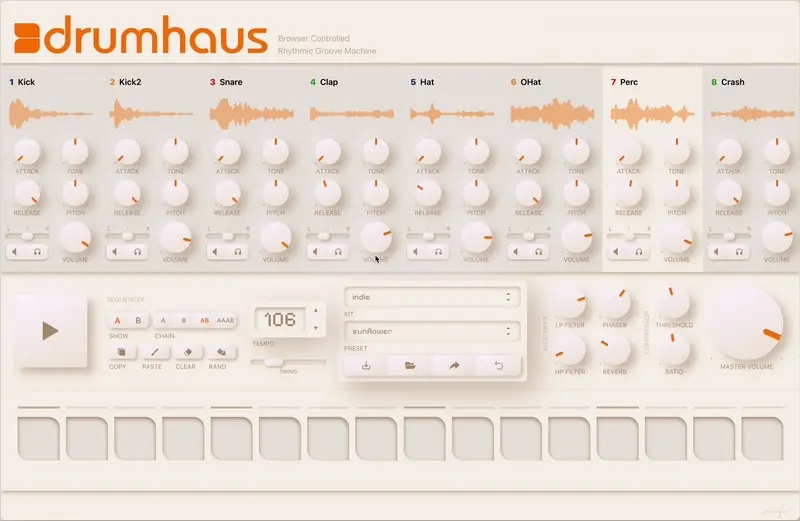 drumhaus
Browser Controlled
Rhythmic Groove Machine
1 Kick
2 Kick2
3 Snare
4 Clap
5 Hat
6 OHat
7 Perc
8 Crash
ATTACK TONE ATTACK TONE ATTACK TONE ATTACK TONE ATTACK TONE ATTACK TONE ATTACK TONE ATTACK TONE
RELEASE PITCH RELEASE PITCH RELEASE PITCH RELEASE PITCH RELEASE PITCH RELEASE PITCH RELEASE PITCH RELEASE PITCH
L R L R L R L R L R L R L R L R
VOLUME VOLUME VOLUME VOLUME VOLUME VOLUME VOLUME VOLUME
SEQUENCER
A B A B AB AAAB
SHOW CHAIN
COPY PASTE CLEAR RAND
106
TEMPO
SWING
indie
KIT
sunflower
PRESET
LP FILTER PHASER
HP FILTER REVERB
COMPRESSOR
THRESHOLD
RATIO
MASTER VOLUME